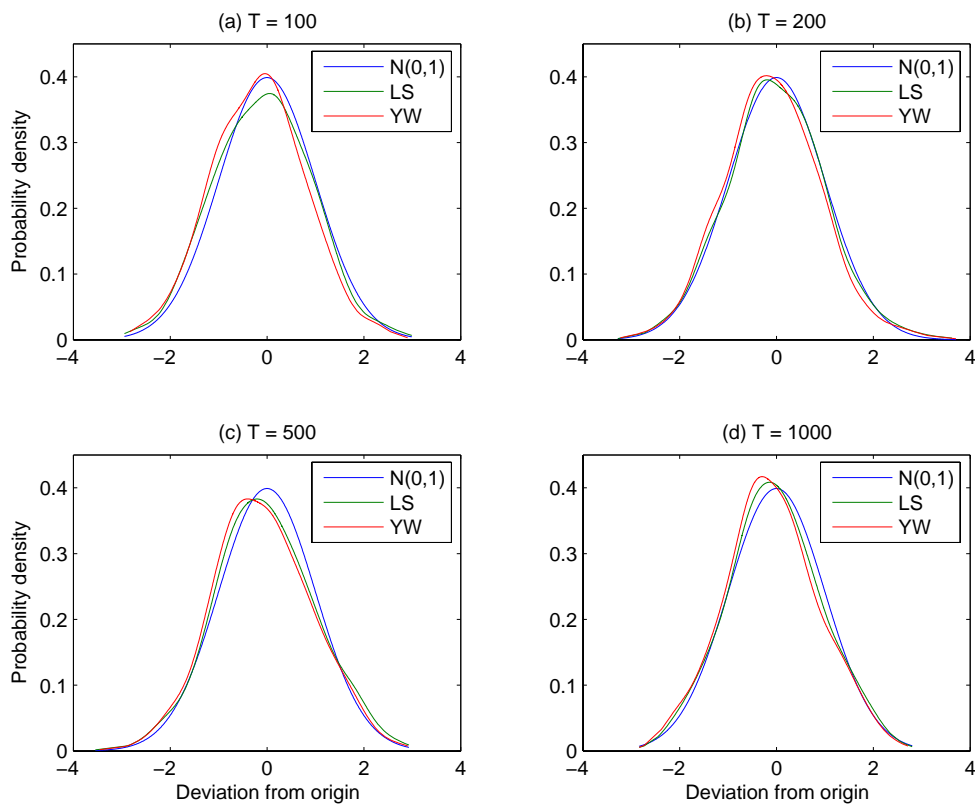 (a) T = 100
Probability density
0.4
0.3
0.2
0.1
0
−4
−2
0
2
4
N(0,1)
LS
YW
(b) T = 200
0.4
0.3
0.2
0.1
0
−4
−2
0
2
4
N(0,1)
LS
YW
(c) T = 500
Probability density
0.4
0.3
0.2
0.1
0
−4
−2
0
2
4
Deviation from origin
N(0,1)
LS
YW
(d) T = 1000
0.4
0.3
0.2
0.1
0
−4
−2
0
2
4
Deviation from origin
N(0,1)
LS
YW